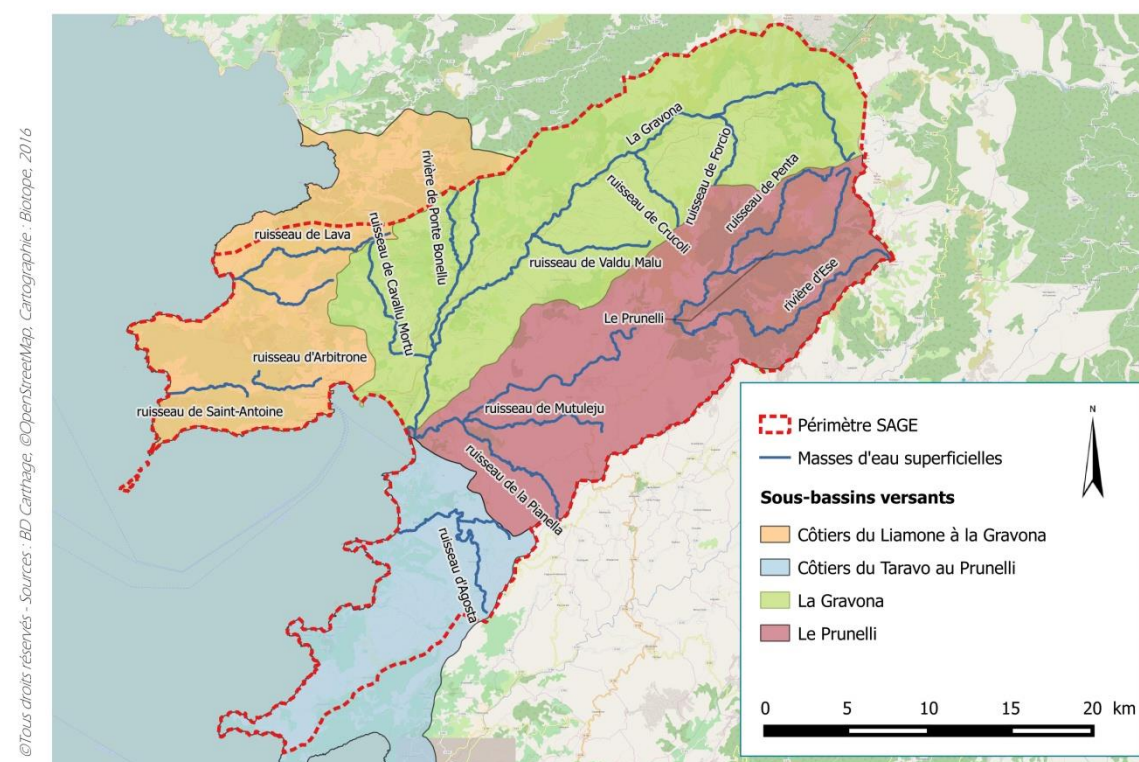 ©Tous droits réservés - Sources : BD Carthage, ©OpenStreetMap, Cartographie : Biotope, 2016
La Gravona
ruisseau de Forcio
ruisseau de Penta
rivière de Ponte Bonellu
ruisseau de Crucoli
ruisseau de Lava
ruisseau de Cavallu Mortu
ruisseau de Valdu Malu
rivière d'Ese
Le Prunelli
ruisseau d'Arbitrone
ruisseau de Saint-Antoine
ruisseau de Mutuleju
ruisseau de la Pianella
ruisseau d'Agosta
N
Périmètre SAGE
Masses d'eau superficielles
Sous-bassins versants
Côtiers du Liamone à la Gravona
Côtiers du Taravo au Prunelli
La Gravona
Le Prunelli
0 5 10 15 20 km